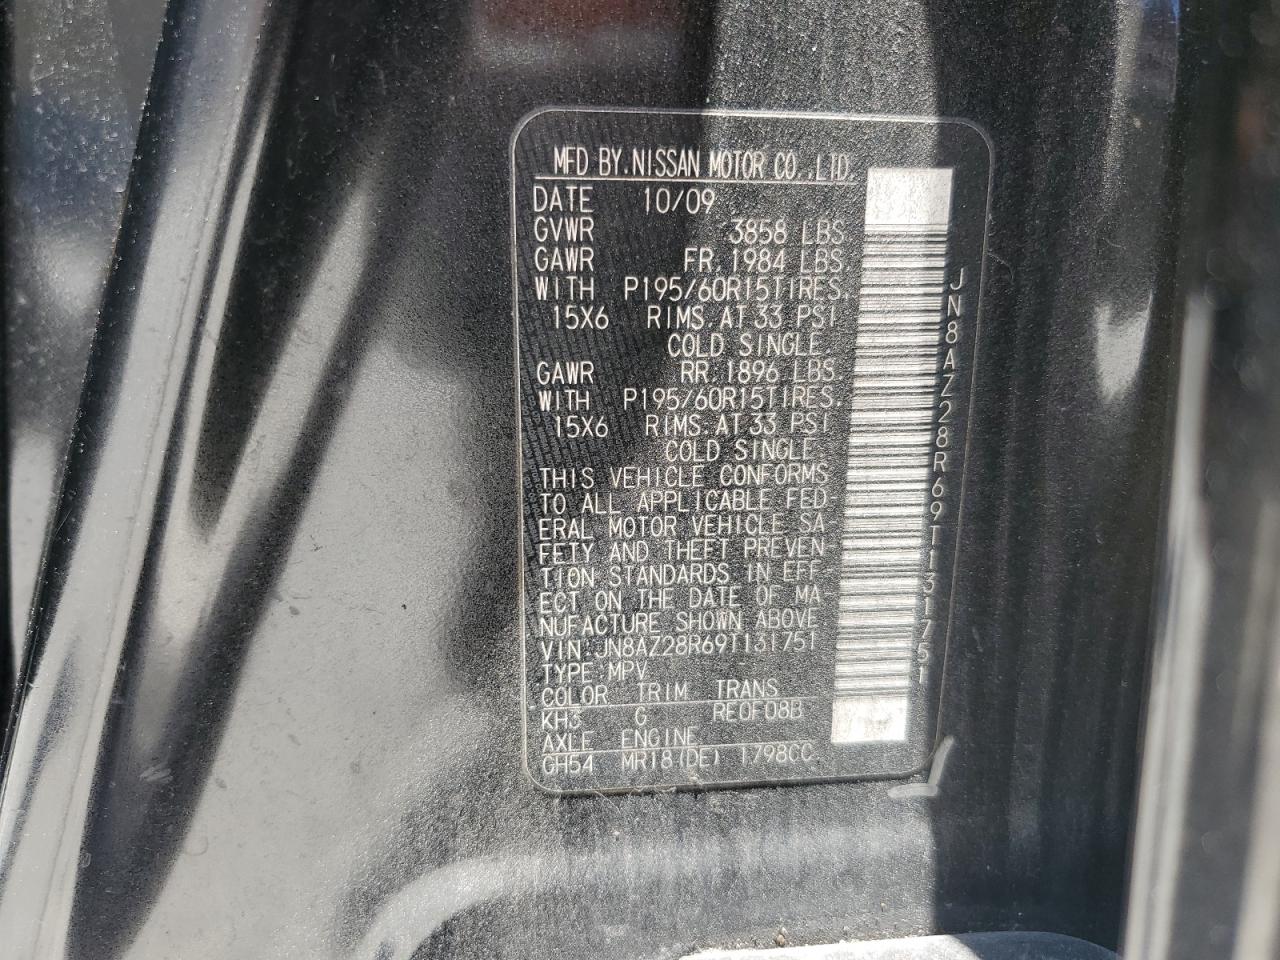 MFD BY.NISSAN MOTOR CO.,LTD.
DATE 10/09
GVWR 3858 LBS
GAWR FR. 1984 LBS.
WITH P195/60R15TIRES.
15X6 RIMS.AT 33 PSI
COLD SINGLE
GAWR RR. 1896 LBS
WITH P195/60R15TIRES.
15X6 RIMS.AT 33 PSI
COLD SINGLE
THIS VEHICLE CONFORMS
TO ALL APPLICABLE FED-
ERAL MOTOR VEHICLE SA-
FETY AND THEFT PREVEN-
TION STANDARDS IN EFF
ECT ON THE DATE OF MA-
NUFACTURE SHOWN ABOVE
VIN:JN8AZ28R69T131751
TYPE:MPV
COLOR TRIM TRANS
KH3 G RE0F08B
AXLE ENGINE
GH54 MR18(DE) 1798CC
JN8AZ28R69T131751